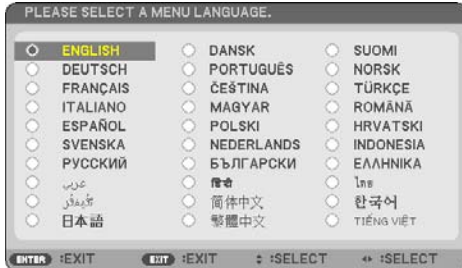 PLEASE SELECT A MENU LANGUAGE.
ENGLISH DANSK SUOMI
DEUTSCH PORTUGUÊS NORSK
FRANÇAIS ČEŠTINA TÜRKÇE
ITALIANO MAGYAR ROMÂNĂ
ESPAÑOL POLSKI HRVATSKI
SVENSKA NEDERLANDS INDONESIA
РУССКИЙ БЪЛГАРСКИ ΕΛΛΗΝΙΚΑ
عربى हिन्दी ไทย
简体中文 한국어
日本語 繁體中文 TIẾNG VIỆT
ENTER :EXIT EXIT :EXIT :SELECT :SELECT